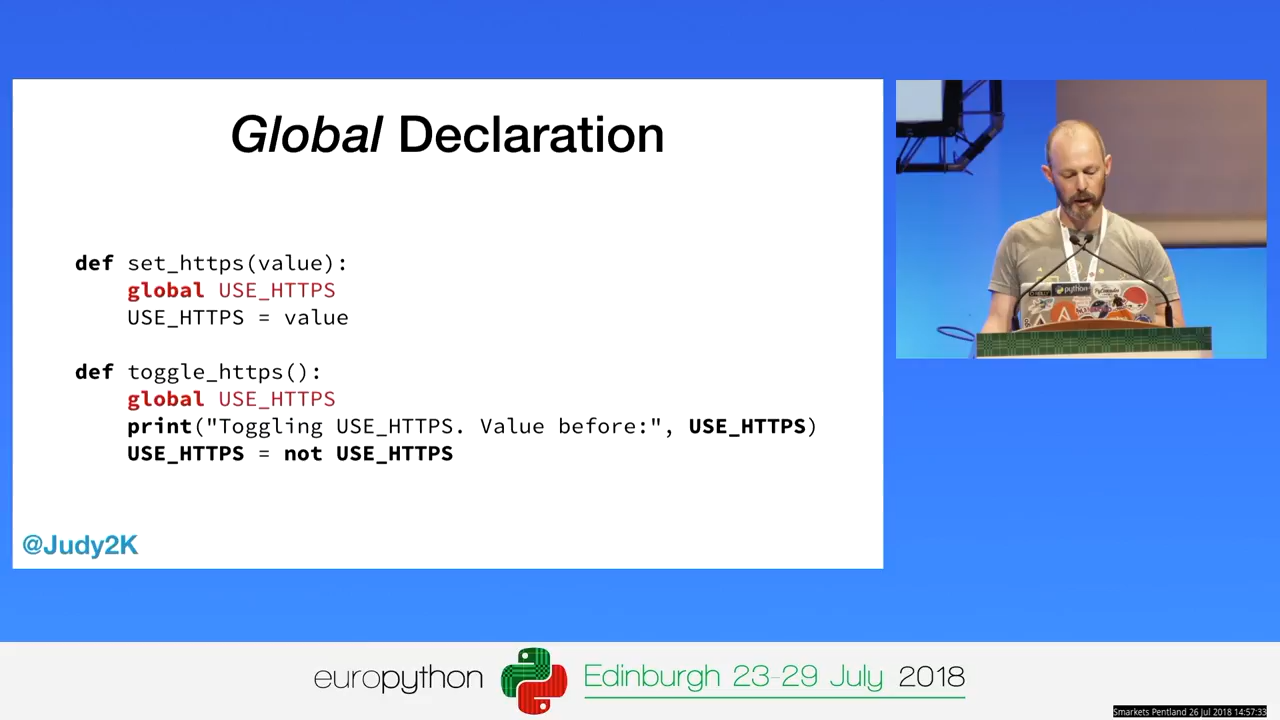 Global Declaration
def set_https(value):
global USE_HTTPS
USE_HTTPS = value
def toggle_https():
global USE_HTTPS
print("Toggling USE_HTTPS. Value before:", USE_HTTPS)
USE_HTTPS = not USE_HTTPS
@Judy2K
python
europython
Edinburgh 23-29 July 2018
Smarkets Pentland 26 Jul 2018 14:57:33